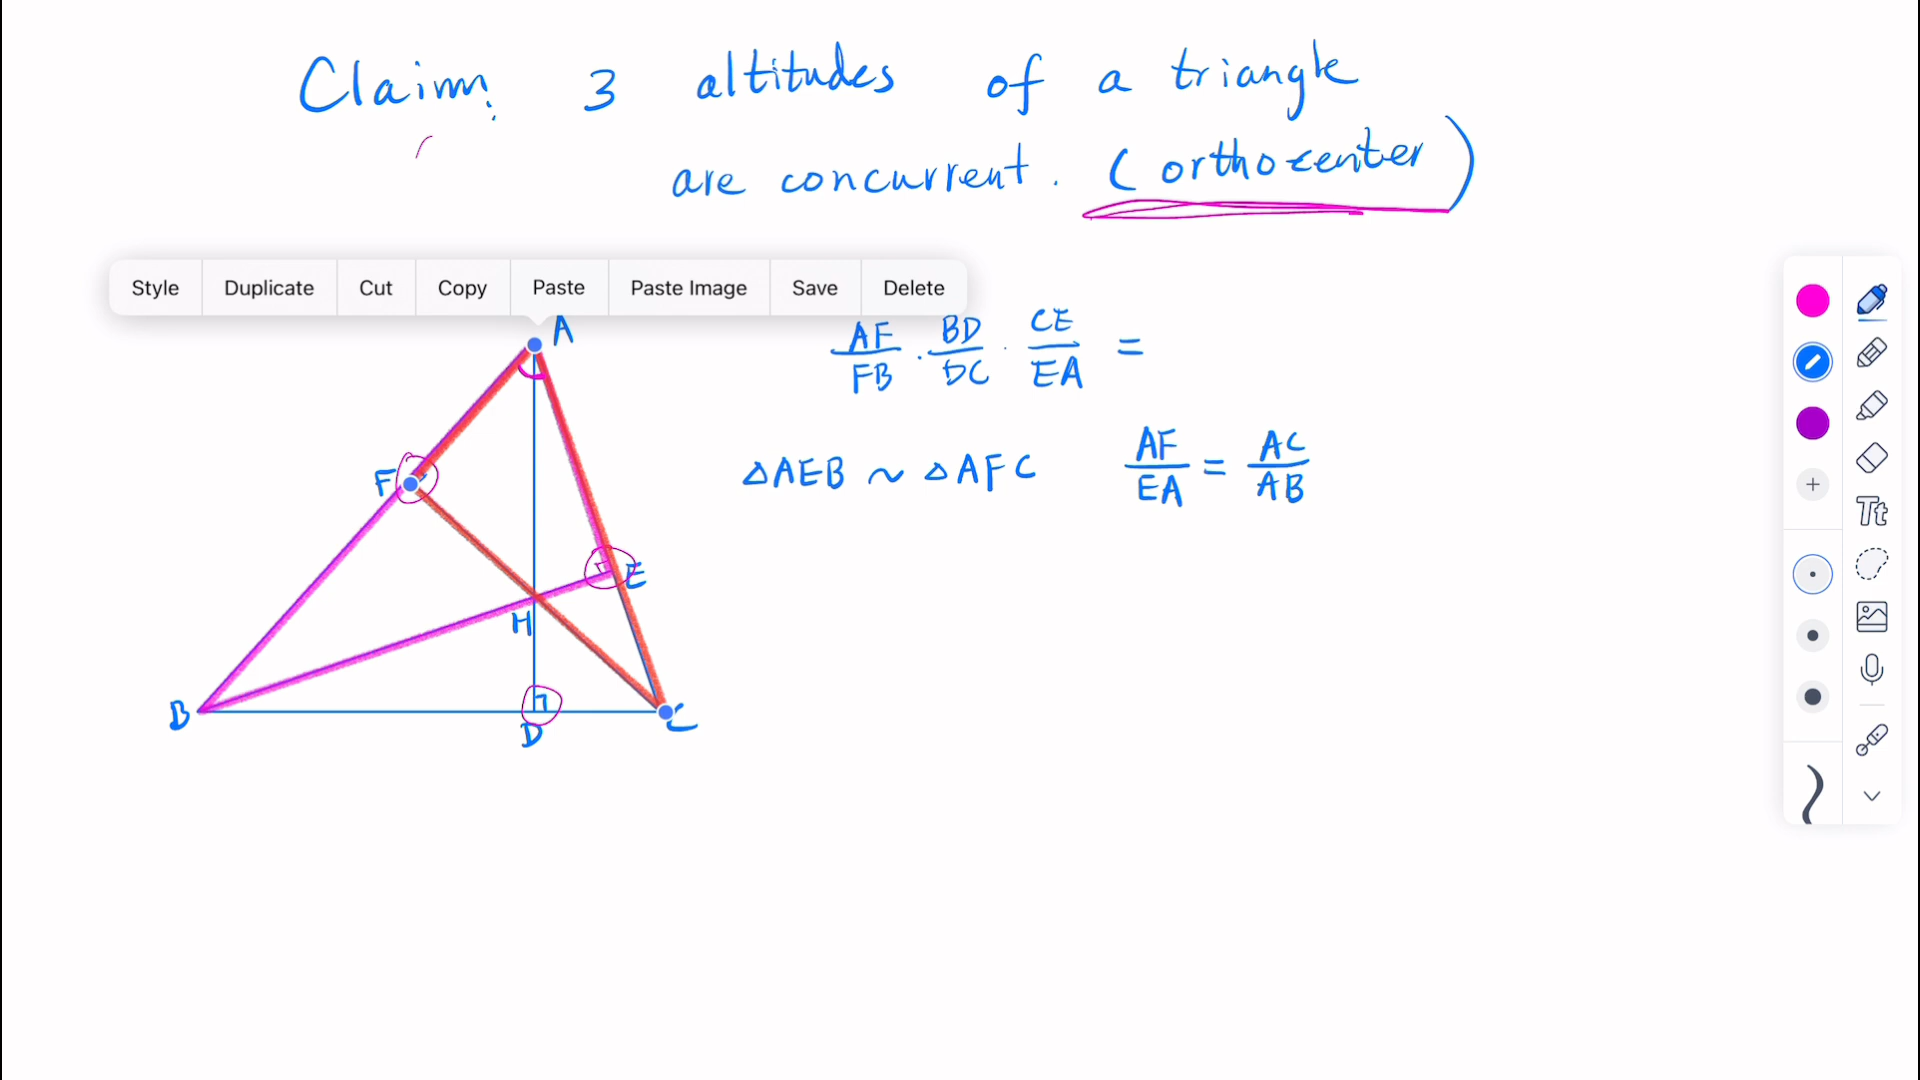 Claim: 3 altitudes of a triangle
are concurrent. (orthocenter)
Style Duplicate Cut Copy Paste Paste Image Save Delete
A
AF/FB · BD/DC · CE/EA =
△AEB ~ △AFC AF/EA = AC/AB
F
E
H
B
D
C
Tt